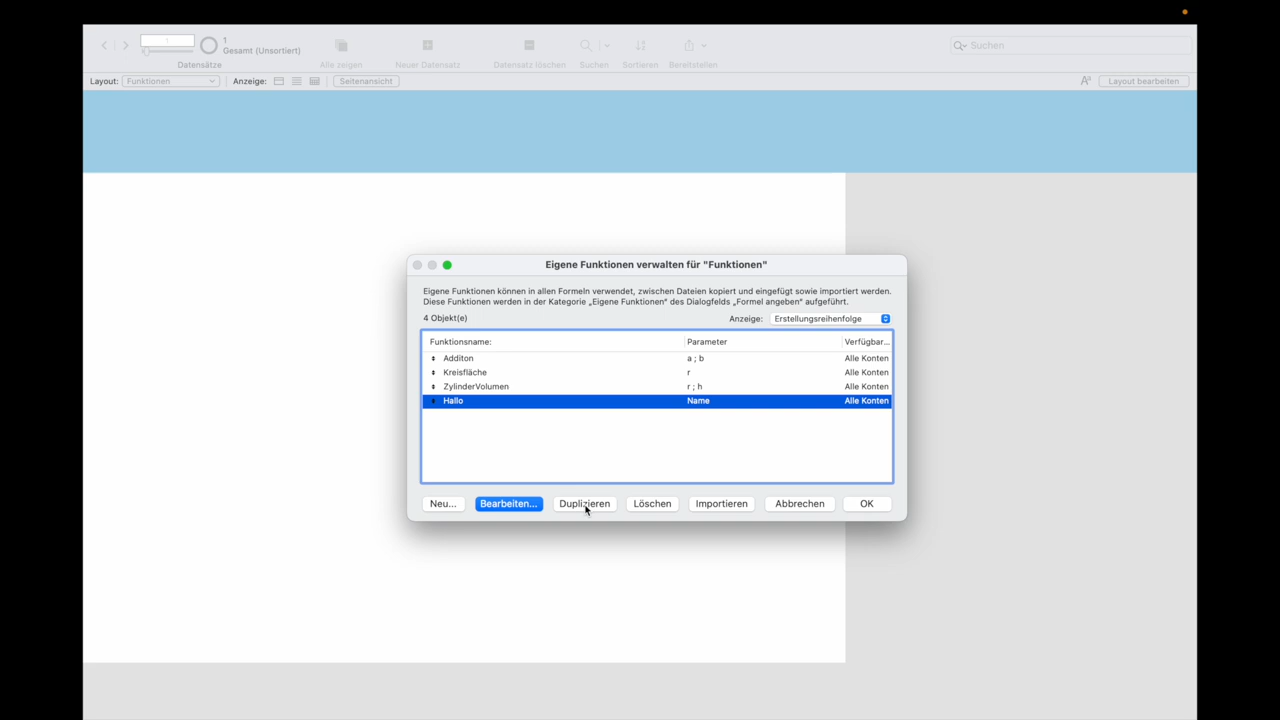 1
1
Gesamt (Unsortiert)
Datensätze
Alle zeigen
Neuer Datensatz
Datensatz löschen
Suchen
Sortieren
Bereitstellen
Suchen
Layout: Funktionen
Anzeige:
Seitenansicht
Layout bearbeiten
Eigene Funktionen verwalten für "Funktionen"
Eigene Funktionen können in allen Formeln verwendet, zwischen Dateien kopiert und eingefügt sowie importiert werden.
Diese Funktionen werden in der Kategorie „Eigene Funktionen“ des Dialogfelds „Formel angeben“ aufgeführt.
4 Objekt(e)
Anzeige: Erstellungsreihenfolge
Funktionsname: Parameter Verfügbar...
Additon a ; b Alle Konten
Kreisfläche r Alle Konten
ZylinderVolumen r ; h Alle Konten
Hallo Name Alle Konten
Neu... Bearbeiten... Duplizieren Löschen Importieren Abbrechen OK